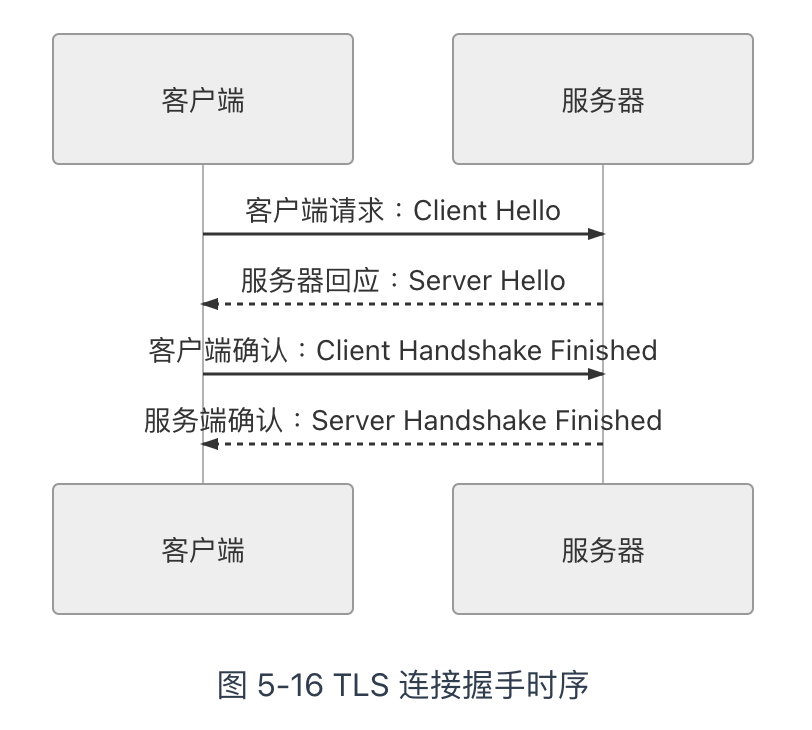 客户端
服务器
客户端请求：Client Hello
服务器回应：Server Hello
客户端确认：Client Handshake Finished
服务端确认：Server Handshake Finished
客户端
服务器
图 5-16 TLS 连接握手时序